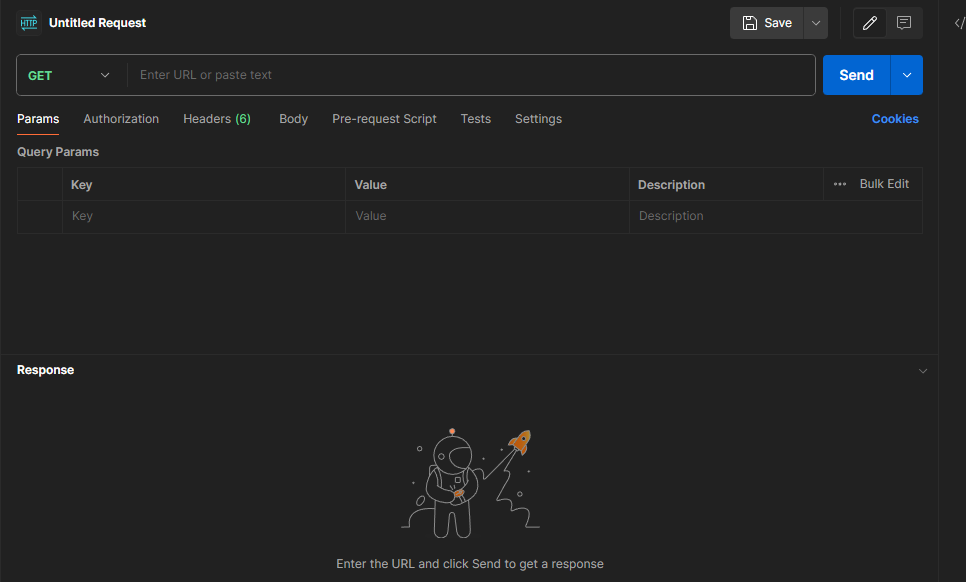 HTTP Untitled Request Save </>
GET Enter URL or paste text Send
Params Authorization Headers (6) Body Pre-request Script Tests Settings Cookies
Query Params
Key Value Description ••• Bulk Edit
Key Value Description
Response
Enter the URL and click Send to get a response